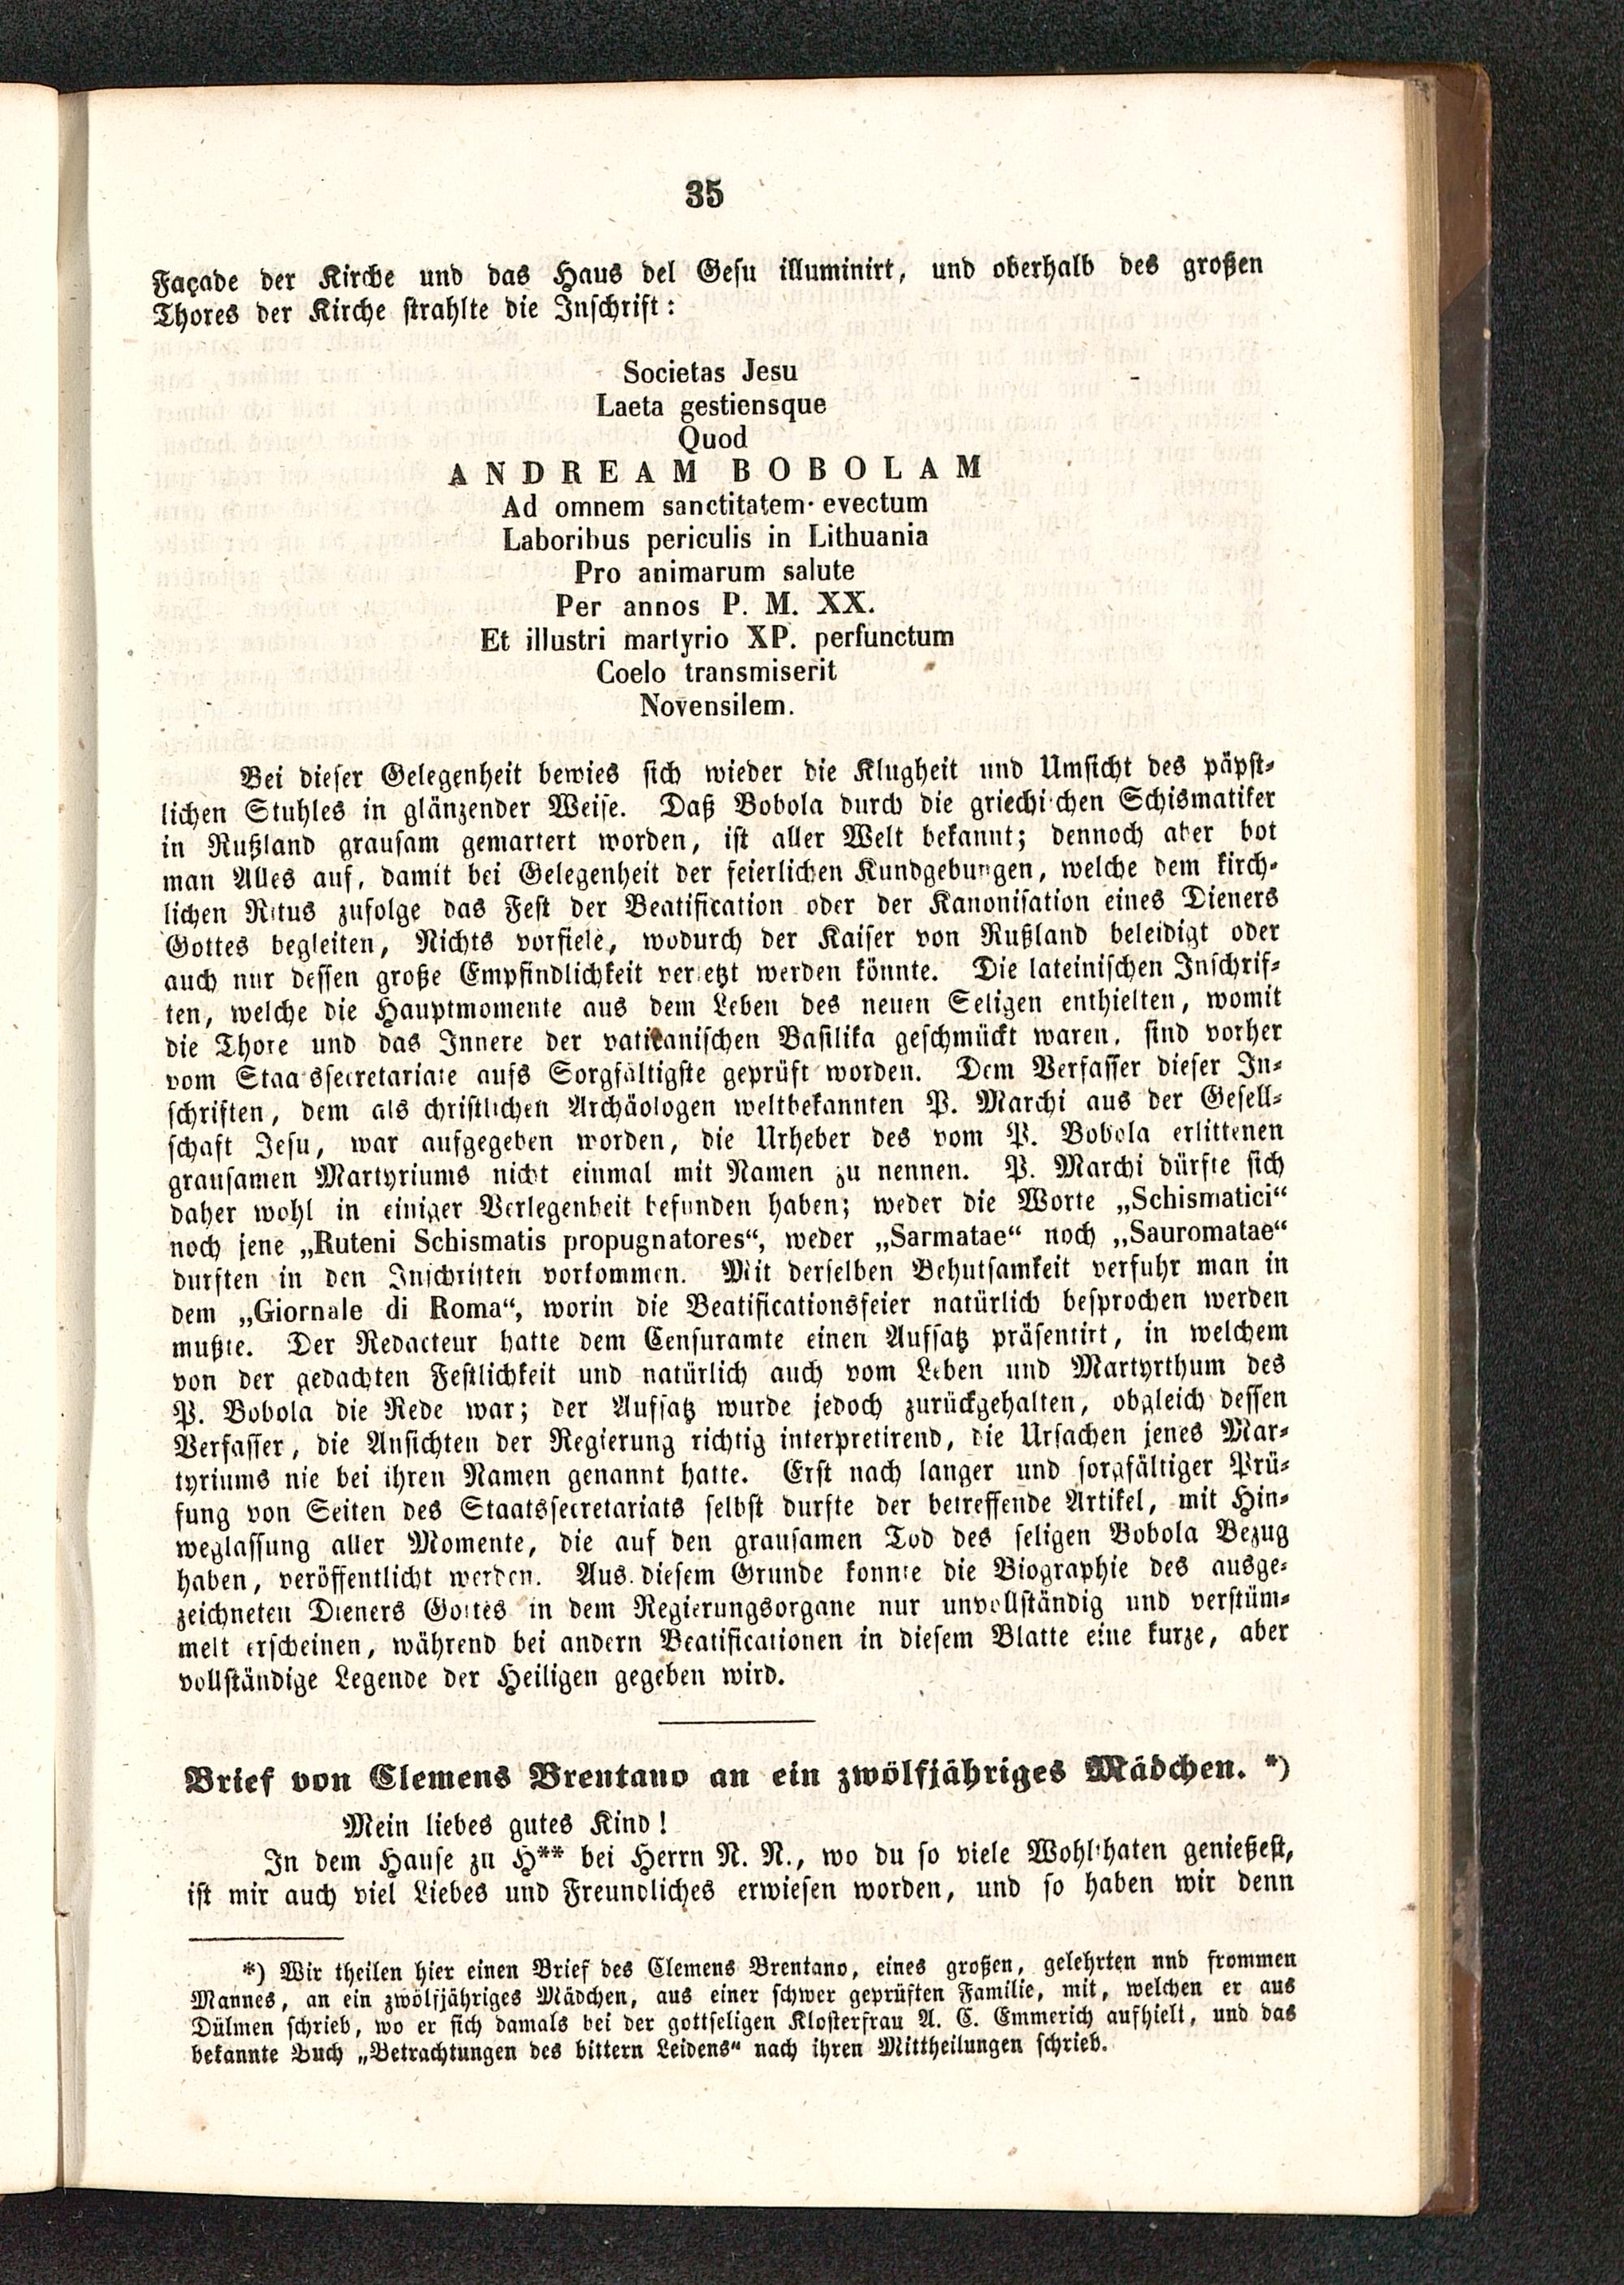 35
Façade der Kirche und das Haus del Gesu illuminirt, und oberhalb des großen
Thores der Kirche strahlte die Inschrift:
Societas Jesu
Laeta gestiensque
Quod
ANDREAM BOBOLAM
Ad omnem sanctitatem evectum
Laboribus periculis in Lithuania
Pro animarum salute
Per annos P. M. XX.
Et illustri martyrio XP. perfunctum
Coelo transmiserit
Novensilem.
Bei dieser Gelegenheit bewies sich wieder die Klugheit und Umsicht des päpst-
lichen Stuhles in glänzender Weise. Daß Bobola durch die griechischen Schismatiker
in Rußland grausam gemartert worden, ist aller Welt bekannt; dennoch aber bot
man Alles auf, damit bei Gelegenheit der feierlichen Kundgebungen, welche dem kirch-
lichen Ritus zufolge das Fest der Beatification oder der Kanonisation eines Dieners
Gottes begleiten, Nichts vorfiele, wodurch der Kaiser von Rußland beleidigt oder
auch nur dessen große Empfindlichkeit verletzt werden könnte. Die lateinischen Inschrif-
ten, welche die Hauptmomente aus dem Leben des neuen Seligen enthielten, womit
die Thore und das Innere der vaticanischen Basilika geschmückt waren, sind vorher
vom Staatssecretariate aufs Sorgfältigste geprüft worden. Dem Verfasser dieser In-
schriften, dem als christlichen Archäologen weltbekannten P. Marchi aus der Gesell-
schaft Jesu, war aufgegeben worden, die Urheber des vom P. Bobola erlittenen
grausamen Martyriums nicht einmal mit Namen zu nennen. P. Marchi dürfte sich
daher wohl in einiger Verlegenheit befunden haben; weder die Worte „Schismatici“
noch jene „Ruteni Schismatis propugnatores“, weder „Sarmatae“ noch „Sauromatae“
durften in den Inschriften vorkommen. Mit derselben Behutsamkeit verfuhr man in
dem „Giornale di Roma“, worin die Beatificationsfeier natürlich besprochen werden
mußte. Der Redacteur hatte dem Censuramte einen Aufsatz präsentirt, in welchem
von der gedachten Festlichkeit und natürlich auch vom Leben und Martyrthum des
P. Bobola die Rede war; der Aufsatz wurde jedoch zurückgehalten, obgleich dessen
Verfasser, die Ansichten der Regierung richtig interpretirend, die Ursachen jenes Mar-
tyriums nie bei ihren Namen genannt hatte. Erst nach langer und sorgfältiger Prü-
fung von Seiten des Staatssecretariats selbst durfte der betreffende Artikel, mit Hin-
weglassung aller Momente, die auf den grausamen Tod des seligen Bobola Bezug
haben, veröffentlicht werden. Aus diesem Grunde konnte die Biographie des ausge-
zeichneten Dieners Gottes in dem Regierungsorgane nur unvollständig und verstüm-
melt erscheinen, während bei andern Beatificationen in diesem Blatte eine kurze, aber
vollständige Legende der Heiligen gegeben wird.
Brief von Clemens Brentano an ein zwölfjähriges Mädchen. *)
Mein liebes gutes Kind!
In dem Hause zu H** bei Herrn N. N., wo du so viele Wohlthaten genießest,
ist mir auch viel Liebes und Freundliches erwiesen worden, und so haben wir denn
*) Wir theilen hier einen Brief des Clemens Brentano, eines großen, gelehrten nnd frommen
Mannes, an ein zwölfjähriges Mädchen, aus einer schwer geprüften Familie, mit, welchen er aus
Dülmen schrieb, wo er sich damals bei der gottseligen Klosterfrau A. C. Emmerich aufhielt, und das
bekannte Buch „Betrachtungen des bittern Leidens“ nach ihren Mittheilungen schrieb.